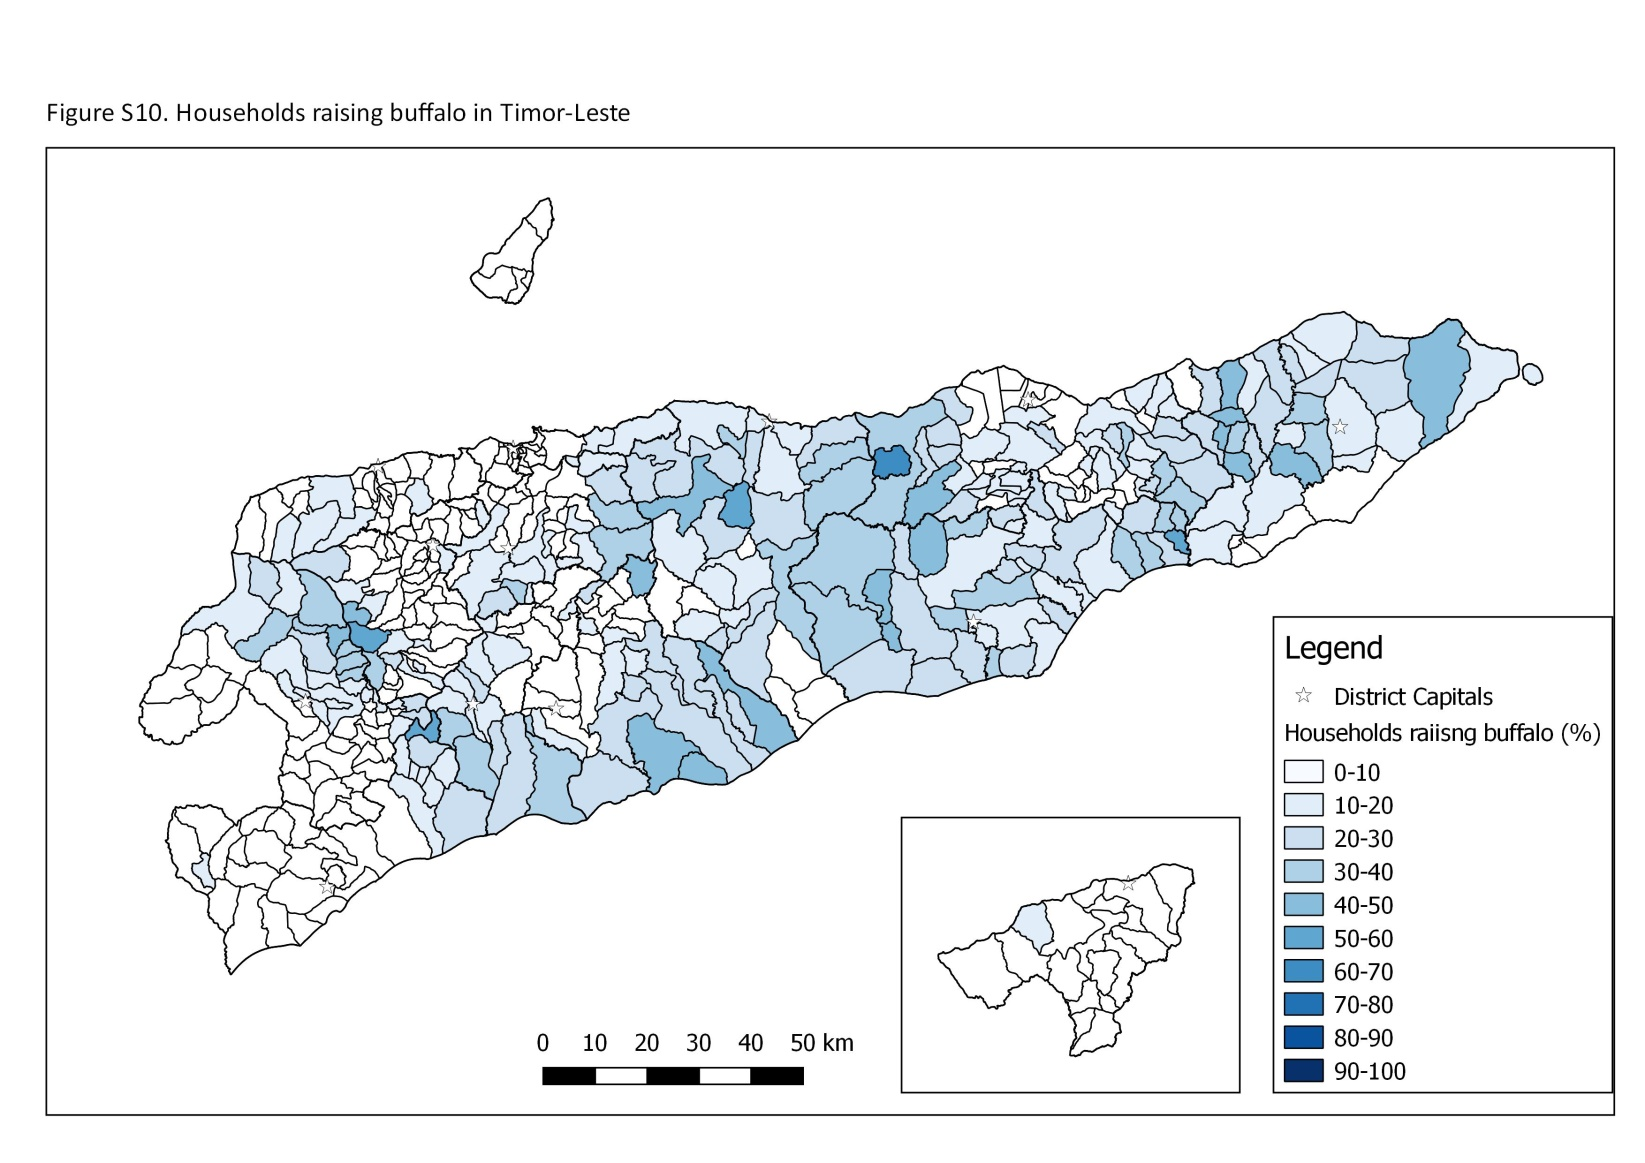 Figure S10. Households raising buffalo in Timor-Leste
Legend
District Capitals
Households raiisng buffalo (%)
0-10
10-20
20-30
30-40
40-50
50-60
60-70
70-80
80-90
90-100
0 10 20 30 40 50 km